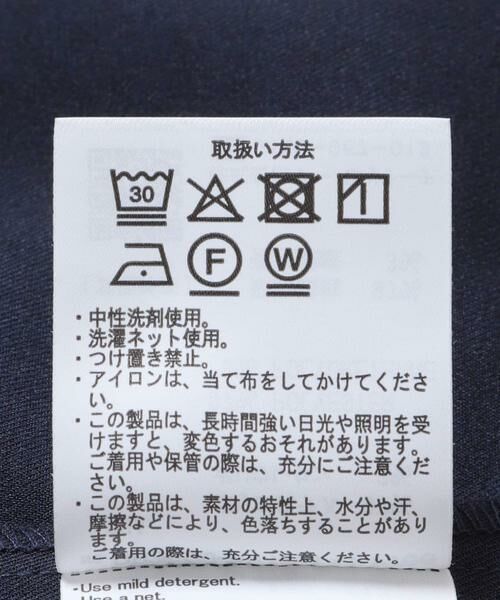 取扱い方法
30
F W
・中性洗剤使用。
・洗濯ネット使用。
・つけ置き禁止。
・アイロンは、当て布をしてかけてくださ
い。
・この製品は、長時間強い日光や照明を受
けますと、変色するおそれがあります。
ご着用や保管の際は、充分にご注意くだ
さい。
・この製品は、素材の特性上、水分や汗、
摩擦などにより、色落ちすることがあり
ます。
ご着用の際は、充分ご注意ください。
-Use mild detergent.
-Use a net.